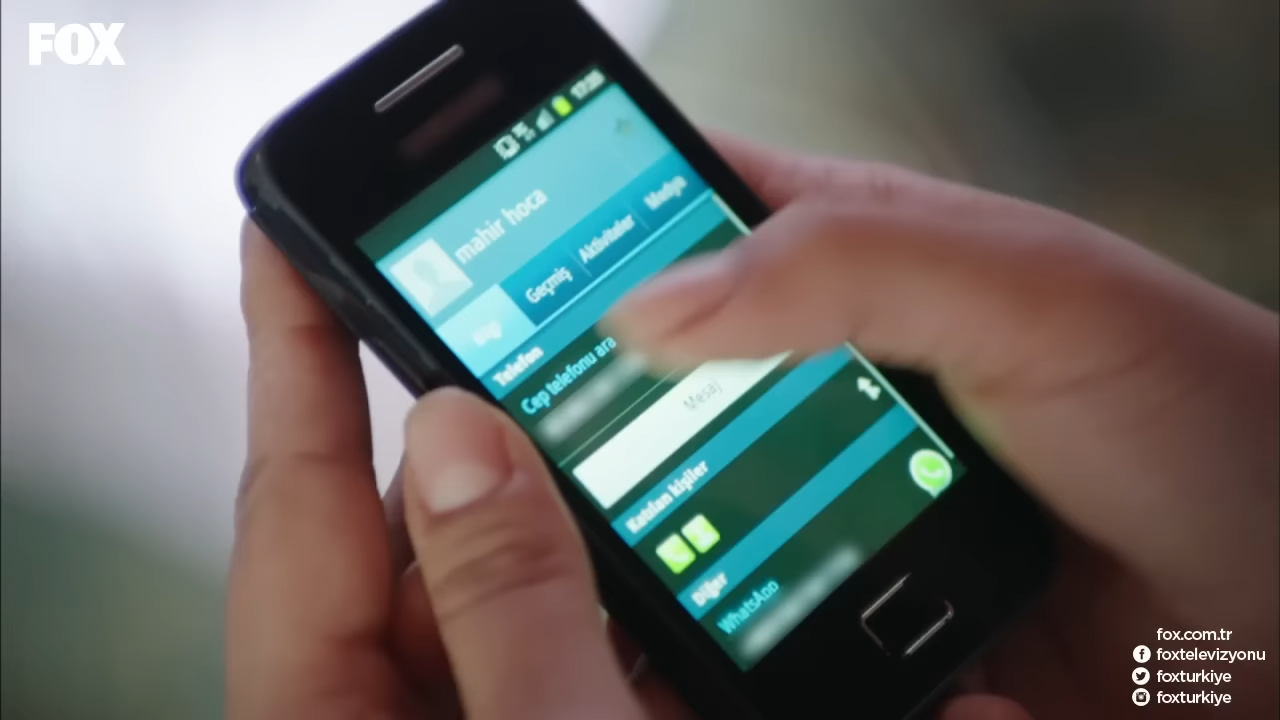 FOX
mahir hoca
Geçmiş
Aktiviteler
Medya
Telefon
Cep telefonu ara
Mesaj
Katılan kişiler
Diğer
WhatsApp
fox.com.tr
foxtelevizyonu
foxturkiye
foxturkiye